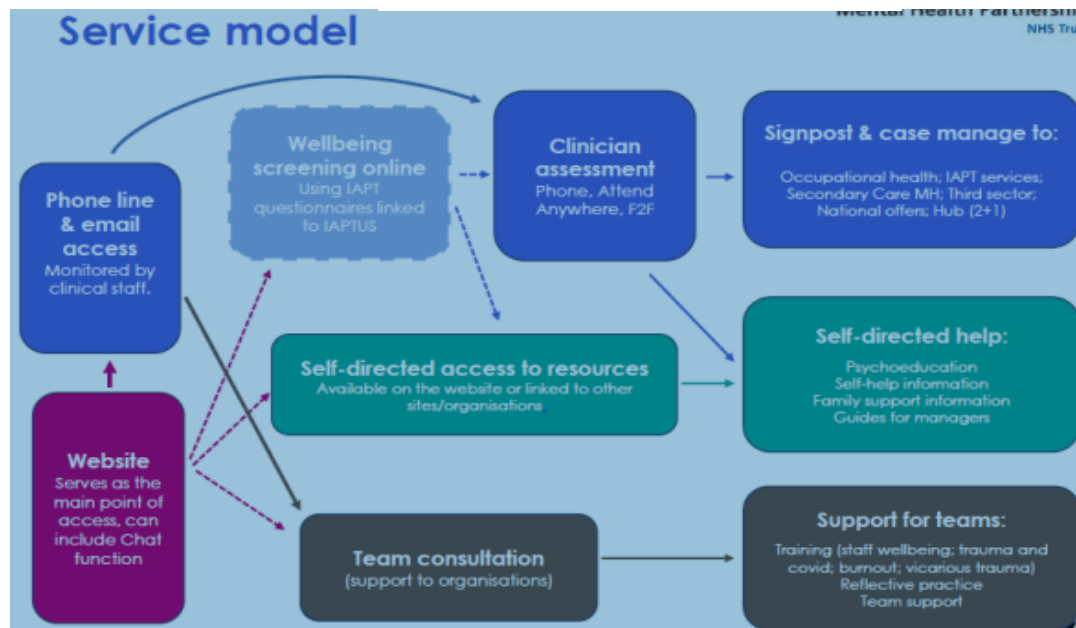 Service model
Mental Health Partnership
NHS Tru
Wellbeing
screening online
Using IAPT
questionnaires linked
to IAPTUS
Clinician
assessment
Phone, Attend
Anywhere, F2F
Signpost & case manage to:
Occupational health; IAPT services;
Secondary Care MH; Third sector;
National offers; Hub (2+1)
Phone line
& email
access
Monitored by
clinical staff.
Self-directed access to resources
Available on the website or linked to other
sites/organisations.
Self-directed help:
Psychoeducation
Self-help information
Family support information
Guides for managers
Website
Serves as the
main point of
access, can
include Chat
function
Team consultation
(support to organisations)
Support for teams:
Training (staff wellbeing; trauma and
covid; burnout; vicarious trauma)
Reflective practice
Team support